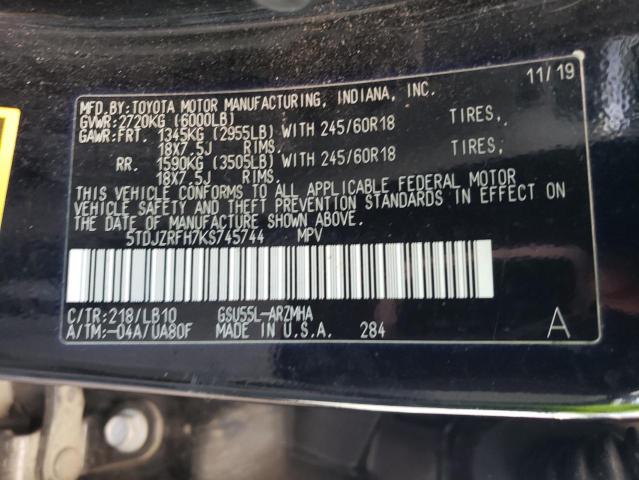 MFD.BY:TOYOTA MOTOR MANUFACTURING, INDIANA, INC. 11/19
GVWR:2720KG (6000LB)
GAWR:FRT. 1345KG (2955LB) WITH 245/60R18 TIRES,
18X7.5J RIMS.
RR. 1590KG (3505LB) WITH 245/60R18 TIRES,
18X7.5J RIMS.
THIS VEHICLE CONFORMS TO ALL APPLICABLE FEDERAL MOTOR
VEHICLE SAFETY AND THEFT PREVENTION STANDARDS IN EFFECT ON
THE DATE OF MANUFACTURE SHOWN ABOVE.
5TDJZRFH7KS745744 MPV
C/TR:218/LB10 GSU55L-ARZMHA
A/TM:-04A/UA80F MADE IN U.S.A. 284 A